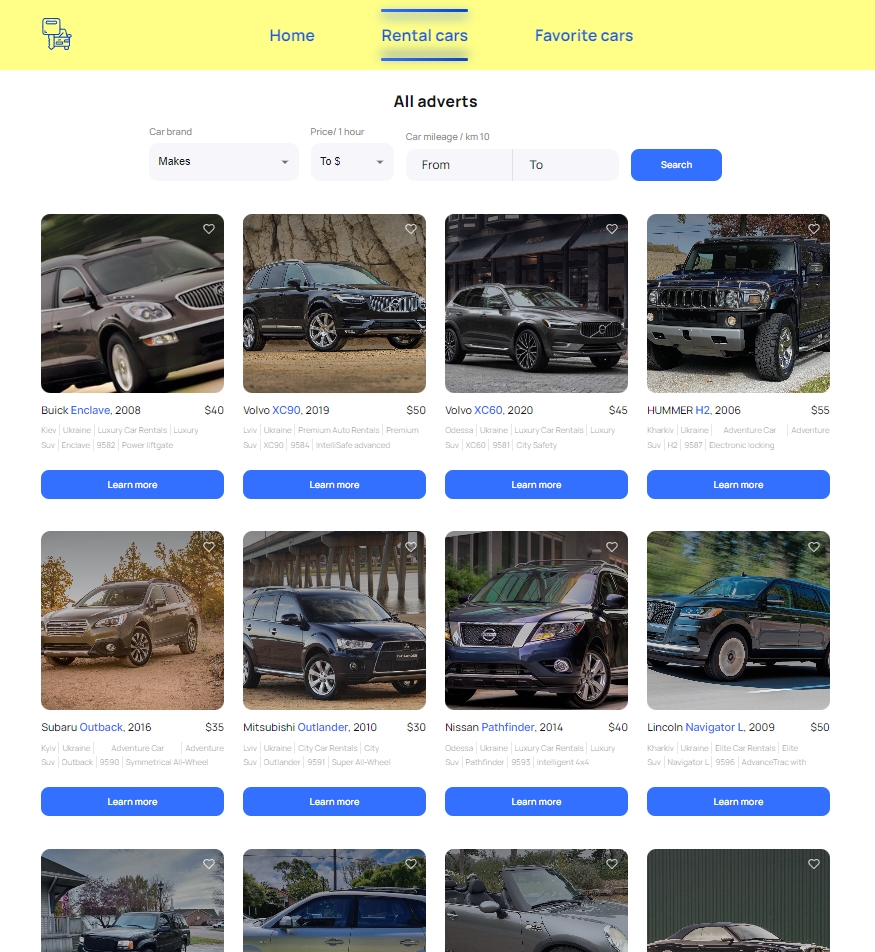 Home Rental cars Favorite cars
All adverts
Car brand Price/ 1 hour Car mileage / km 10
Makes To $ From To Search
Buick Enclave, 2008 $40 Volvo XC90, 2019 $50 Volvo XC60, 2020 $45 HUMMER H2, 2006 $55
Kiev | Ukraine | Luxury Car Rentals | Luxury Lviv | Ukraine | Premium Auto Rentals | Premium Odessa | Ukraine | Luxury Car Rentals | Luxury Kharkiv | Ukraine | Adventure Car | Adventure
Suv | Enclave | 9582 | Power liftgate Suv | XC90 | 9584 | IntelliSafe advanced Suv | XC60 | 9581 | City Safety Suv | H2 | 9587 | Electronic locking
Learn more Learn more Learn more Learn more
Subaru Outback, 2016 $35 Mitsubishi Outlander, 2010 $30 Nissan Pathfinder, 2014 $40 Lincoln Navigator L, 2009 $50
Kyiv | Ukraine | Adventure Car | Adventure Lviv | Ukraine | City Car Rentals | City Odessa | Ukraine | Luxury Car Rentals | Luxury Kharkiv | Ukraine | Elite Car Rentals | Elite
Suv | Outback | 9590 | Symmetrical All-Wheel Suv | Outlander | 9591 | Super All-Wheel Suv | Pathfinder | 9593 | Intelligent 4x4 Suv | Navigator L | 9596 | AdvanceTrac with
Learn more Learn more Learn more Learn more